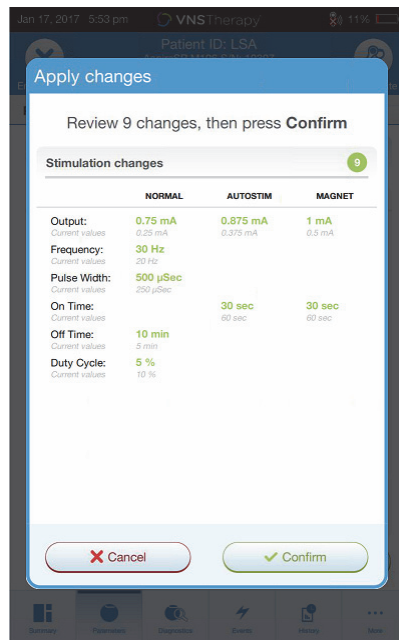 Jan 17, 2017 5:53 pm VNSTherapy 11%
Patient ID: LSA
Apply changes
Review 9 changes, then press Confirm
Stimulation changes 9
NORMAL AUTOSTIM MAGNET
Output: 0.75 mA 0.875 mA 1 mA
Current values 0.25 mA 0.375 mA 0.5 mA
Frequency: 30 Hz
Current values 20 Hz
Pulse Width: 500 µSec
Current values 250 µSec
On Time: 30 sec 30 sec
Current values 60 sec 60 sec
Off Time: 10 min
Current values 5 min
Duty Cycle: 5 %
Current values 10 %
Cancel Confirm
Summary Parameters Diagnostics Events History More